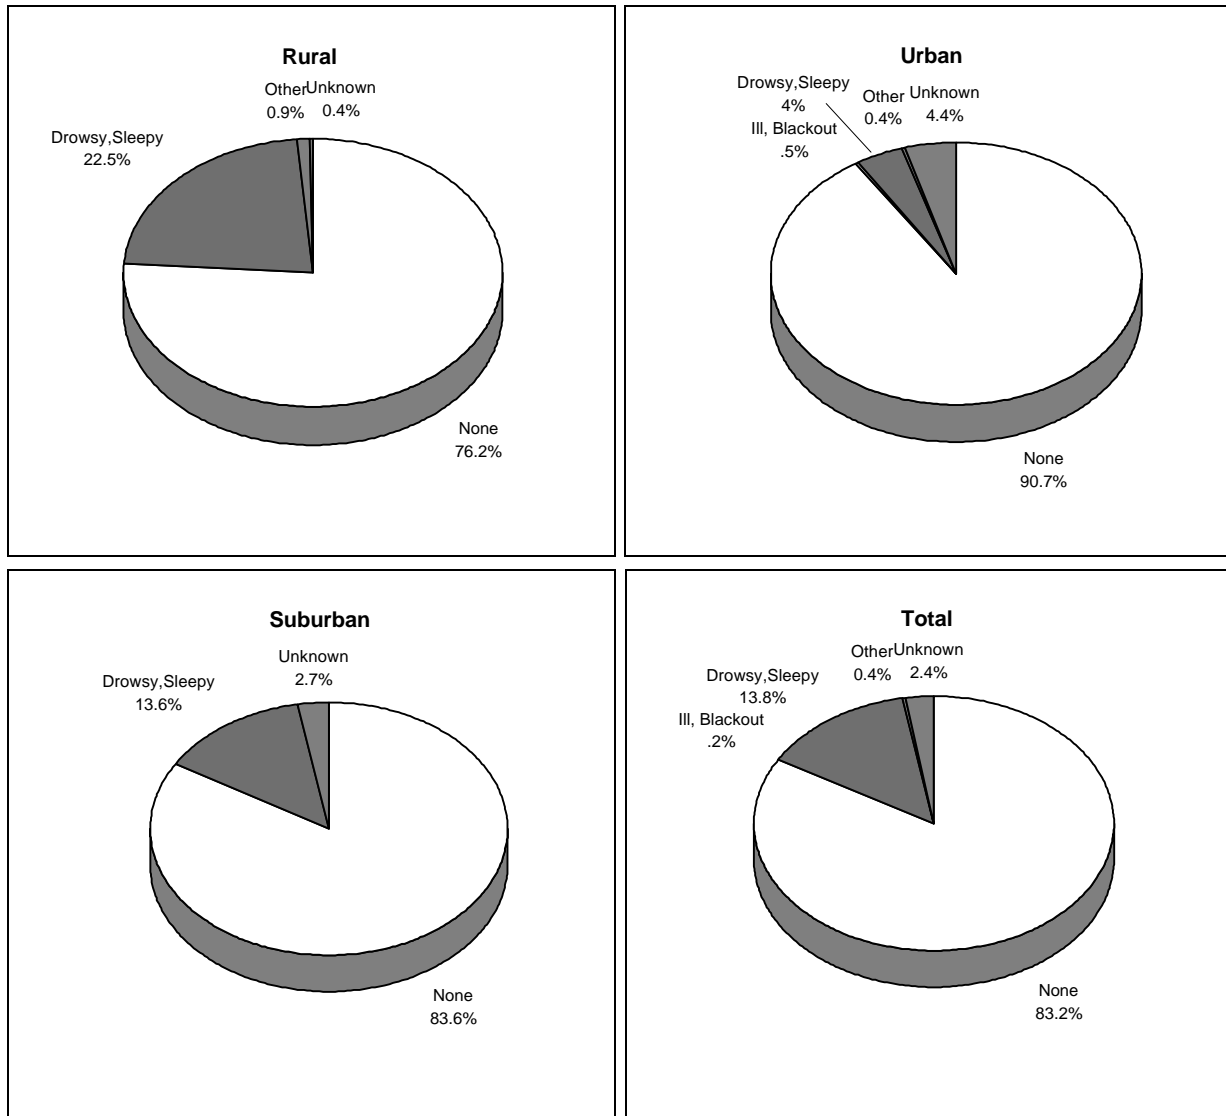 Rural
Other
0.9%
Unknown
0.4%
Drowsy,Sleepy
22.5%
None
76.2%
Urban
Drowsy,Sleepy
4%
Other
0.4%
Unknown
4.4%
Ill, Blackout
.5%
None
90.7%
Suburban
Unknown
2.7%
Drowsy,Sleepy
13.6%
None
83.6%
Total
Other
0.4%
Unknown
2.4%
Drowsy,Sleepy
13.8%
Ill, Blackout
.2%
None
83.2%